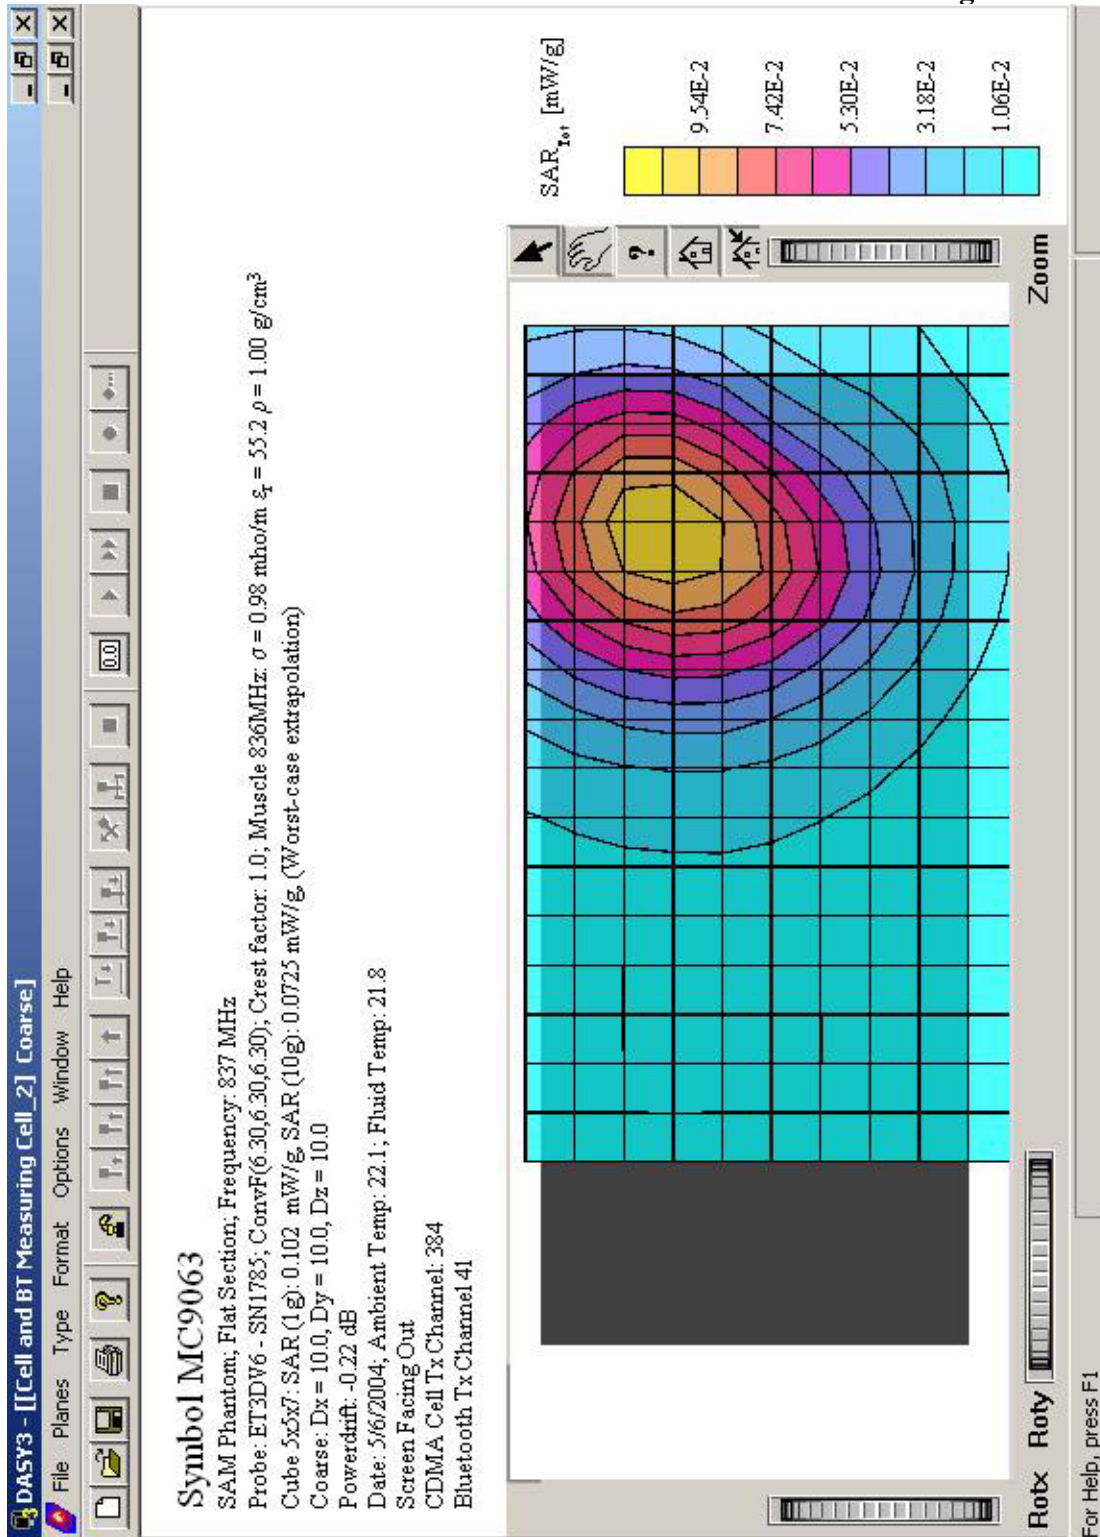 g
DASY3 - [[Cell and BT Measuring Cell_2] Coarse]
File Planes Type Format Options Window Help
0.0
Symbol MC9063
SAM Phantom; Flat Section; Frequency: 837 MHz
Probe: ET3DV6 - SN1785; ConvF(6.30,6.30,6.30); Crest factor: 1.0; Muscle 836MHz: σ = 0.98 mho/m εr = 55.2 ρ = 1.00 g/cm³
Cube 5x5x7: SAR (1g): 0.102 mW/g, SAR (10g): 0.0725 mW/g, (Worst-case extrapolation)
Coarse: Dx = 10.0, Dy = 10.0, Dz = 10.0
Powerdrift: -0.22 dB
Date: 5/6/2004; Ambient Temp: 22.1; Fluid Temp: 21.8
Screen Facing Out
CDMA Cell Tx Channel: 384
Bluetooth Tx Channel 41
SARTot [mW/g]
9.54E-2
7.42E-2
5.30E-2
3.18E-2
1.06E-2
Rotx Roty Zoom
For Help, press F1